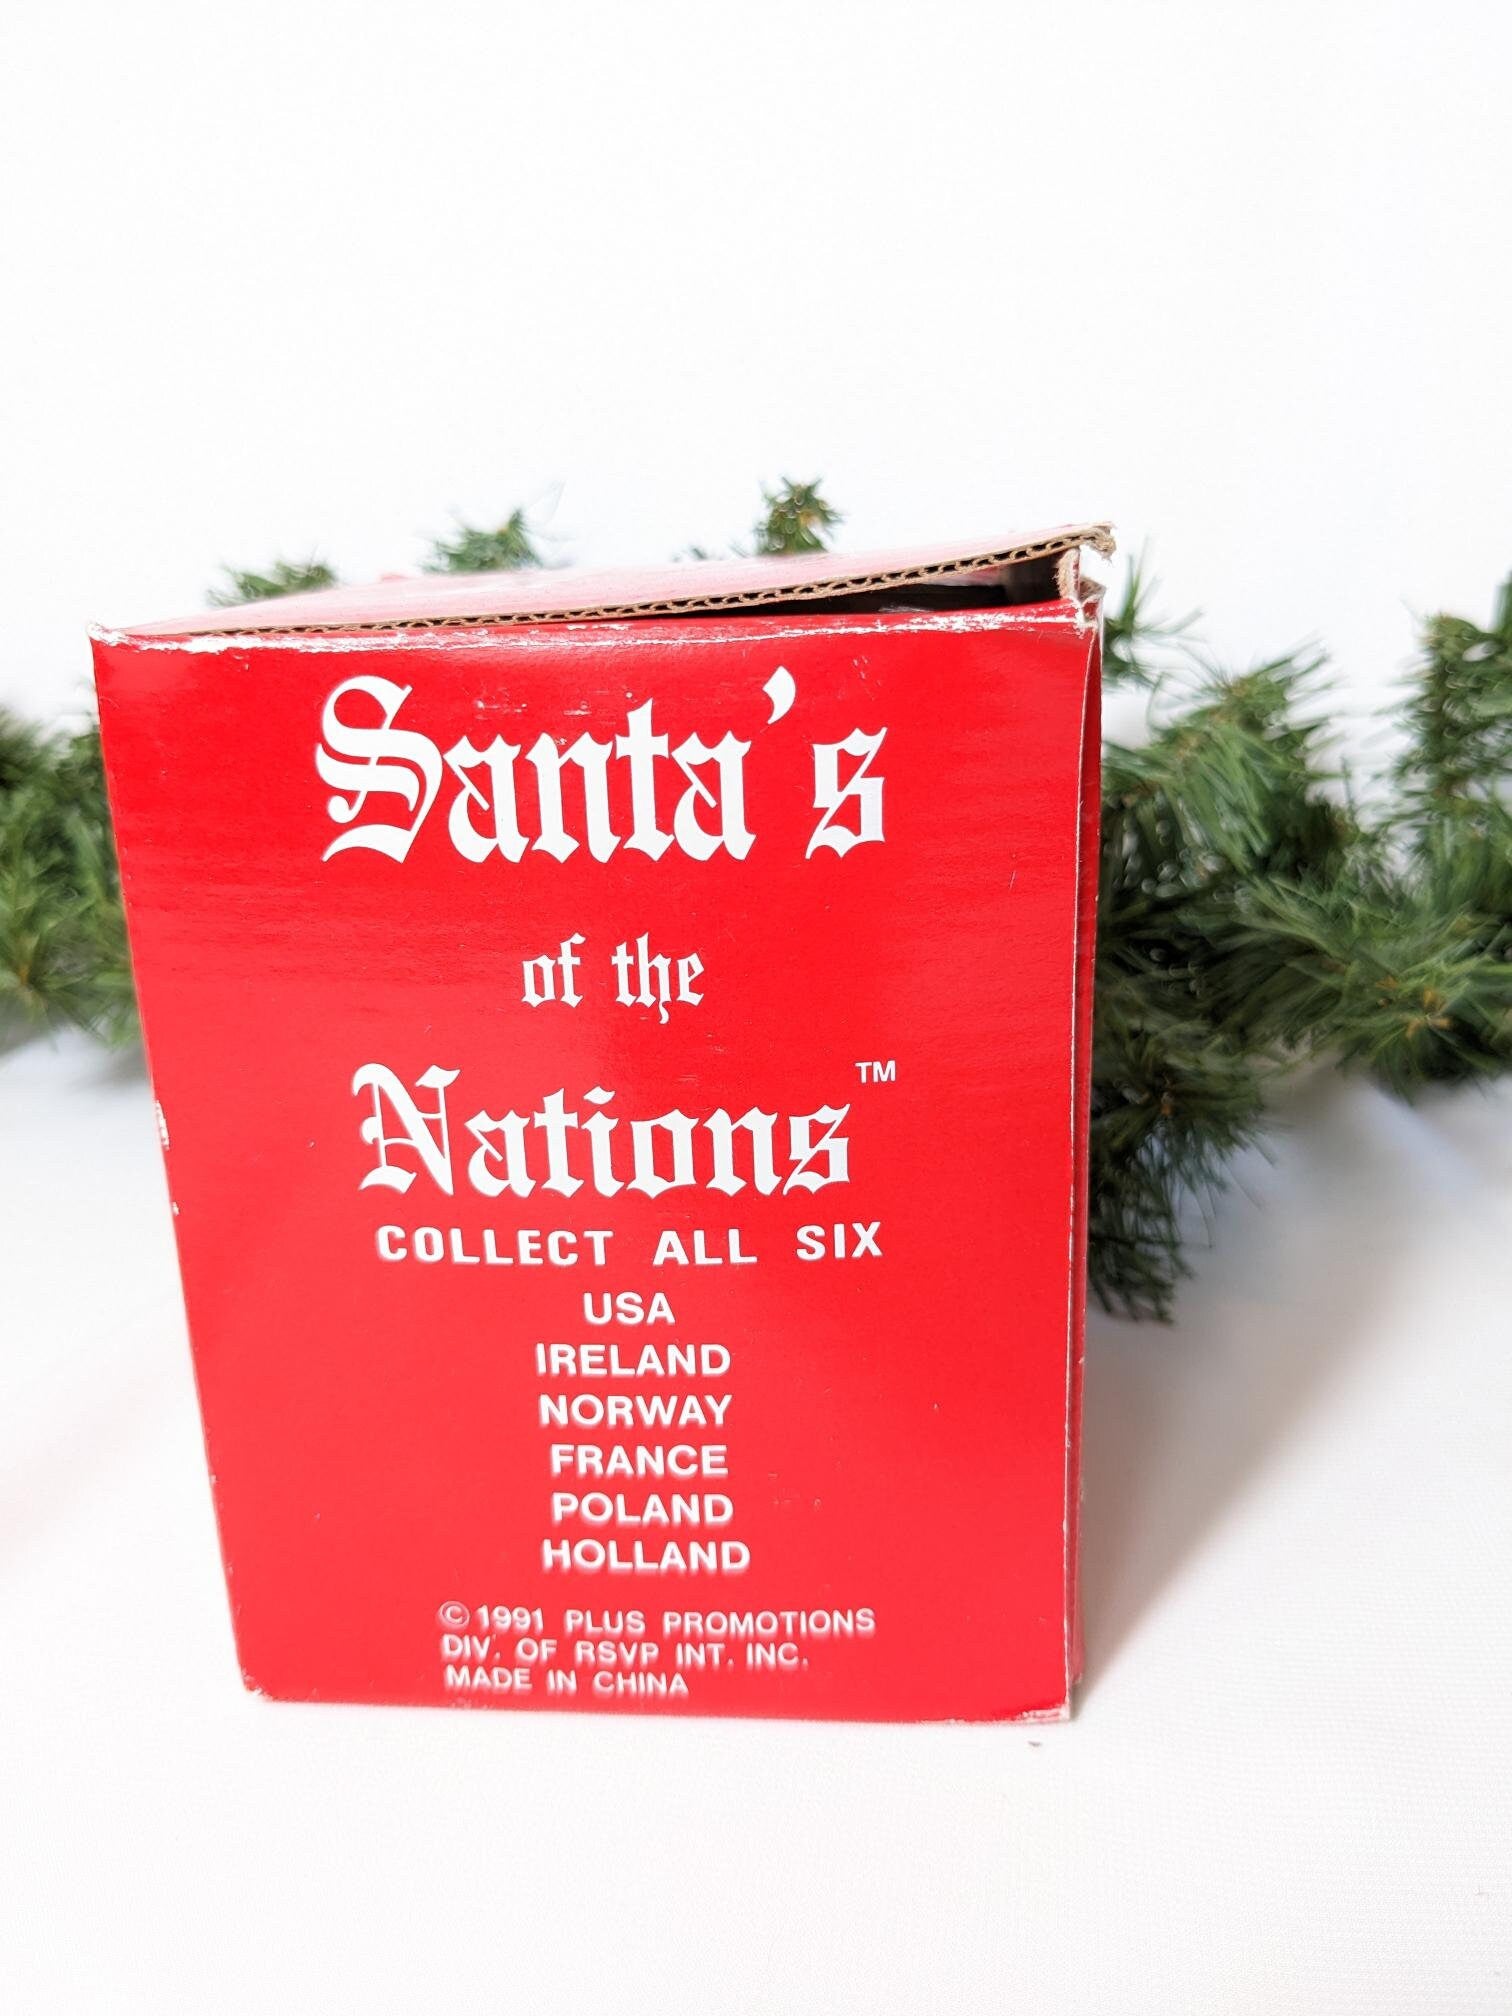 Santa's
of the
Nations™
COLLECT ALL SIX
USA
IRELAND
NORWAY
FRANCE
POLAND
HOLLAND
© 1991 PLUS PROMOTIONS
DIV. OF RSVP INT. INC.
MADE IN CHINA